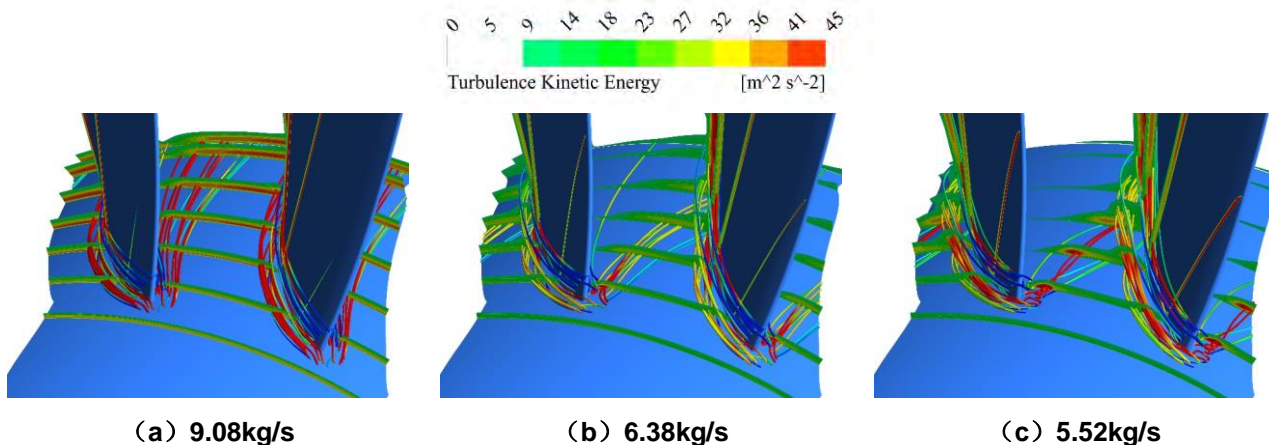 0 5 9 14 18 23 27 32 36 41 45
Turbulence Kinetic Energy [m^2 s^-2]
（a）9.08kg/s （b）6.38kg/s （c）5.52kg/s